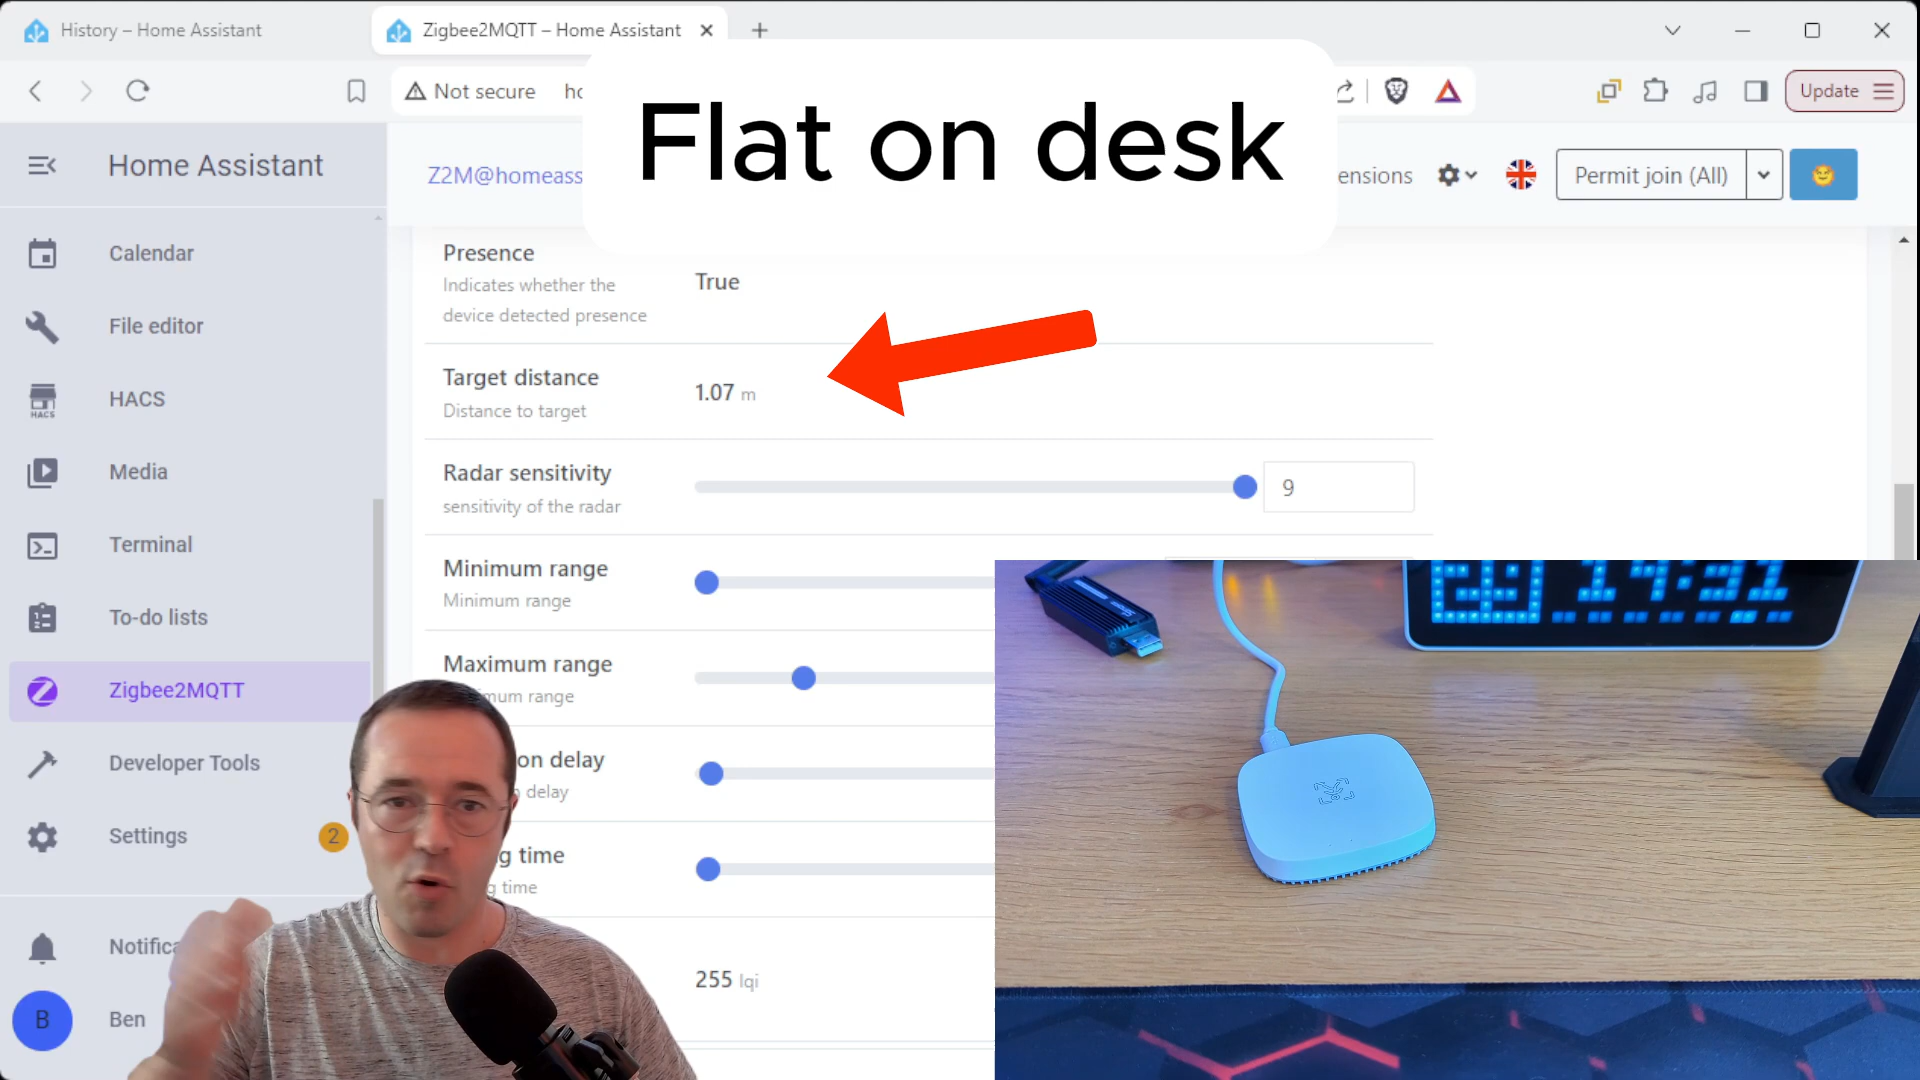 History – Home Assistant
Zigbee2MQTT – Home Assistant
Not secure
Update
Flat on desk
Home Assistant
Z2M@homeass
ensions
Permit join (All)
Calendar
File editor
HACS
HACS
Media
Terminal
To-do lists
Zigbee2MQTT
Developer Tools
Settings
2
Notifica
B
Ben
Presence
Indicates whether the
device detected presence
True
Target distance
Distance to target
1.07 m
Radar sensitivity
sensitivity of the radar
9
Minimum range
Minimum range
Maximum range
mum range
on delay
delay
g time
g time
255 lqi